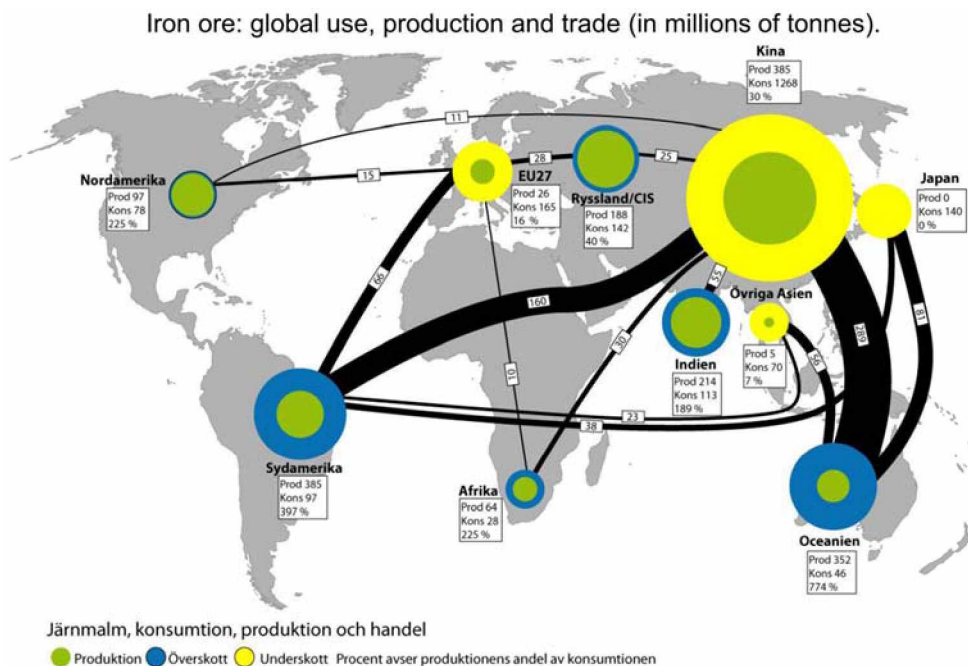 Iron ore: global use, production and trade (in millions of tonnes).
Kina
Prod 385
Kons 1268
30 %
11
Nordamerika
Prod 97
Kons 78
225 %
15
EU27
Prod 26
Kons 165
16 %
28
Ryssland/CIS
Prod 188
Kons 142
40 %
25
Japan
Prod 0
Kons 140
0 %
66
160
10
30
55
Indien
Prod 214
Kons 113
189 %
Övriga Asien
Prod 5
Kons 70
7 %
56
289
81
23
38
Sydamerika
Prod 385
Kons 97
397 %
Afrika
Prod 64
Kons 28
225 %
Oceanien
Prod 352
Kons 46
774 %
Järnmalm, konsumtion, produktion och handel
Produktion Överskott Underskott Procent avser produktionens andel av konsumtionen